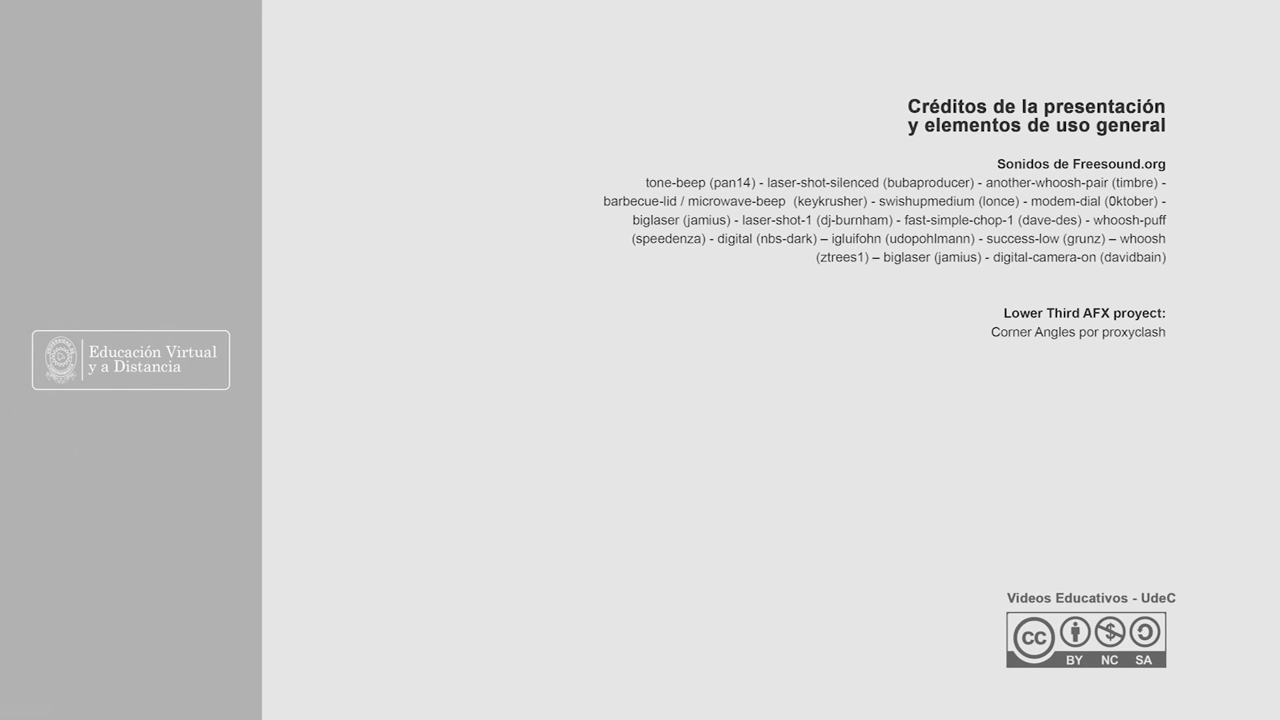 Créditos de la presentación
y elementos de uso general
Sonidos de Freesound.org
tone-beep (pan14) - laser-shot-silenced (bubaproducer) - another-whoosh-pair (timbre) -
barbecue-lid / microwave-beep  (keykrusher) - swishupmedium (lonce) - modem-dial (0ktober) -
biglaser (jamius) - laser-shot-1 (dj-burnham) - fast-simple-chop-1 (dave-des) - whoosh-puff
(speedenza) - digital (nbs-dark) – igluifohn (udopohlmann) - success-low (grunz) – whoosh
(ztrees1) – biglaser (jamius) - digital-camera-on (davidbain)
Lower Third AFX proyect:
Corner Angles por proxyclash
Educación Virtual
y a Distancia
Videos Educativos - UdeC
cc
BY NC SA